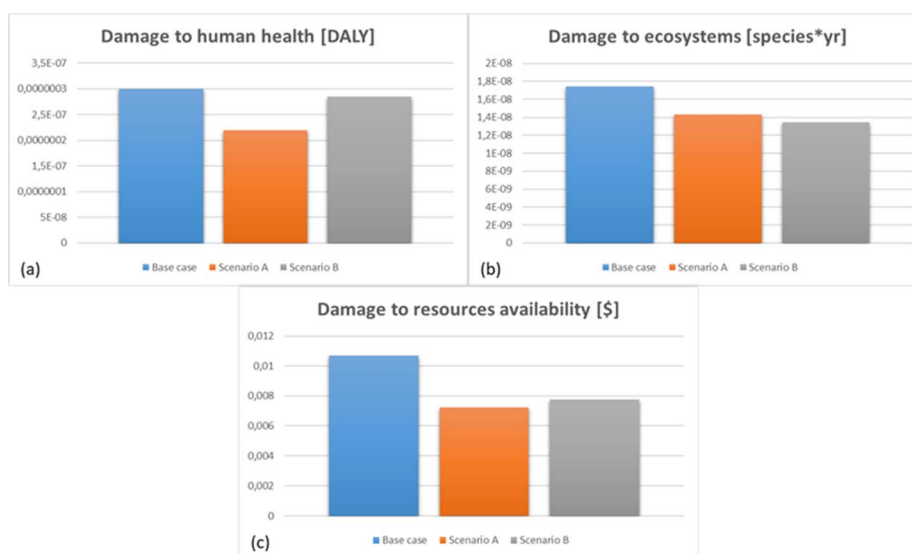 Damage to human health [DALY]
3,5E-07
0,0000003
2,5E-07
0,0000002
1,5E-07
0,0000001
5E-08
0
(a)
Base case Scenario A Scenario B
Damage to ecosystems [species*yr]
2E-08
1,8E-08
1,6E-08
1,4E-08
1,2E-08
1E-08
8E-09
6E-09
4E-09
2E-09
0
(b)
Base case Scenario A Scenario B
Damage to resources availability [$]
0,012
0,01
0,008
0,006
0,004
0,002
0
(c)
Base case Scenario A Scenario B